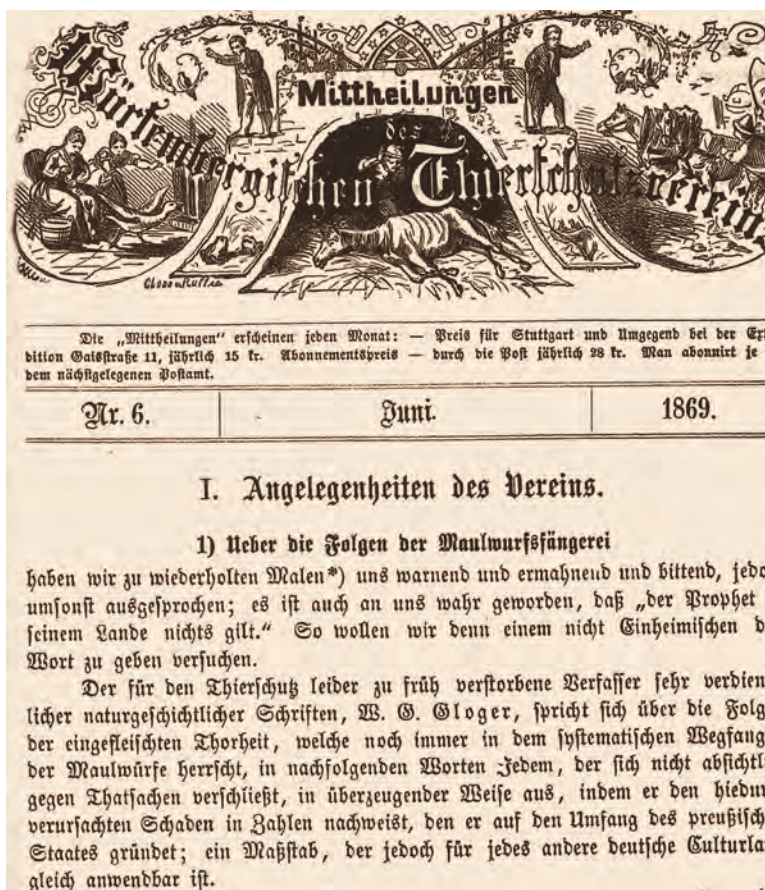 Mittheilungen
des
Würtembergischen Thierschutzvereins
Die „Mittheilungen“ erscheinen jeden Monat: — Preis für Stuttgart und Umgegend bei der Exp
dition Gaisstraße 11, jährlich 15 kr. Abonnementspreis — durch die Post jährlich 28 kr. Man abonnirt je
dem nächstgelegenen Postamt.
Nr. 6. Juni. 1869.
I. Angelegenheiten des Vereins.
1) Ueber die Folgen der Maulwurfsfängerei
haben wir zu wiederholten Malen*) uns warnend und ermahnend und bittend, jedo
umsonst ausgesprochen; es ist auch an uns wahr geworden, daß „der Prophet
seinem Lande nichts gilt.“ So wollen wir denn einem nicht Einheimischen d
Wort zu geben versuchen.
Der für den Thierschutz leider zu früh verstorbene Verfasser sehr verdien
licher naturgeschichtlicher Schriften, W. G. Gloger, spricht sich über die Folg
der eingefleischten Thorheit, welche noch immer in dem systematischen Wegfang
der Maulwürfe herrscht, in nachfolgenden Worten Jedem, der sich nicht absichtl
gegen Thatsachen verschließt, in überzeugender Weise aus, indem er den hiedur
verursachten Schaden in Zahlen nachweist, den er auf den Umfang des preußisch
Staates gründet; ein Maßstab, der jedoch für jedes andere deutsche Culturla
gleich anwendbar ist.